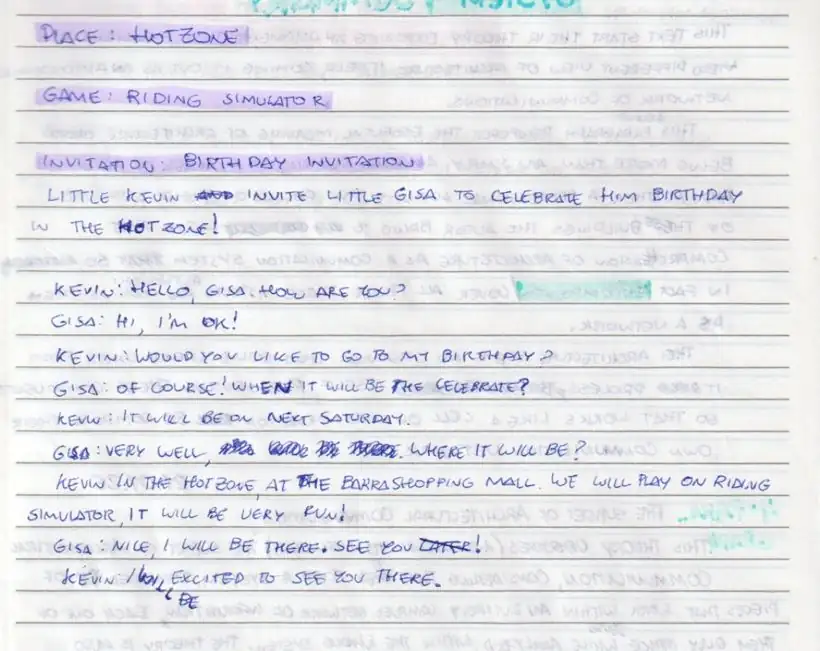 PLACE: HOTZONE
GAME: RIDING SIMULATOR
INVITATION: BIRTHDAY INVITATION
LITTLE KEVIN AND INVITE LITTLE GISA TO CELEBRATE HIM BIRTHDAY
IN THE HOTZONE!
KEVIN: HELLO, GISA. HOW ARE YOU?
GISA: HI, I'M OK!
KEVIN: WOULD YOU LIKE TO GO TO MY BIRTHDAY?
GISA: OF COURSE! WHEN IT WILL BE THE CELEBRATE?
KEVIN: IT WILL BE ON NEXT SATURDAY.
GISA: VERY WELL, WHERE IT WILL BE?
KEVIN IN THE HOTZONE, AT THE BARRASHOPPING MALL. WE WILL PLAY ON RIDING
SIMULATOR, IT WILL BE VERY FUN!
GISA: NICE, I WILL BE THERE. SEE YOU LATER!
KEVIN I WILL BE EXCITED TO SEE YOU THERE.